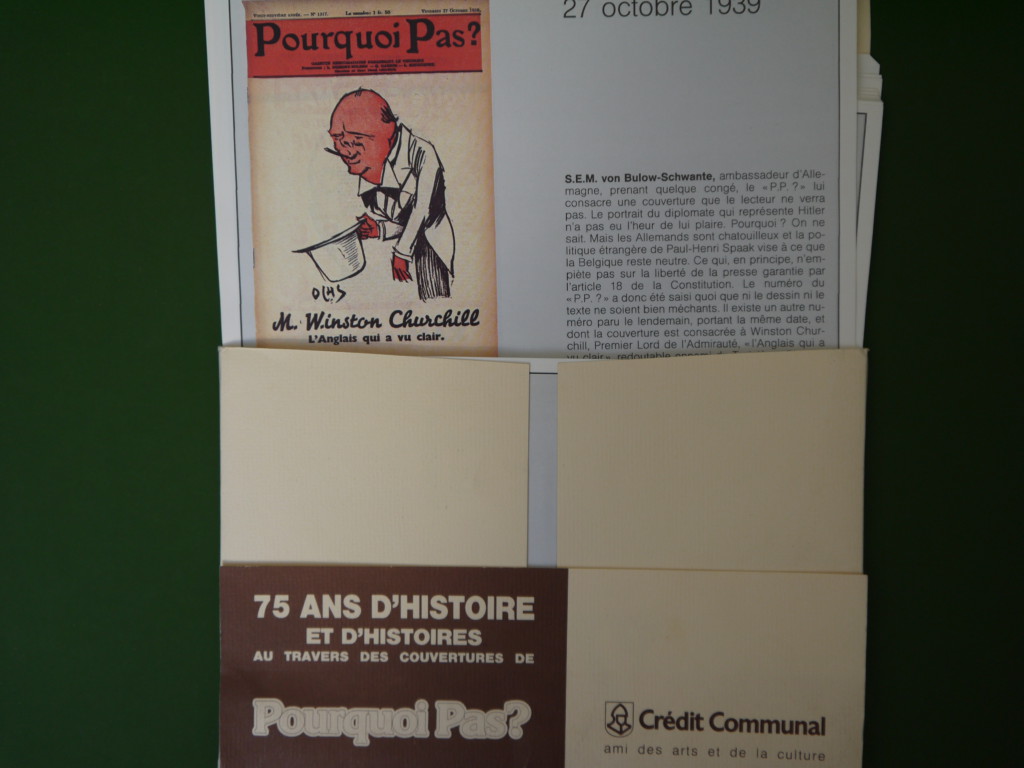 27 octobre 1939
Pourquoi Pas?
OCHS
M. Winston Churchill
L'Anglais qui a vu clair.
S.E.M. von Bulow-Schwante, ambassadeur d'Alle-
magne, prenant quelque congé, le «P.P. ?» lui
consacre une couverture que le lecteur ne verra
pas. Le portrait du diplomate qui représente Hitler
n'a pas eu l'heur de lui plaire. Pourquoi ? On ne
sait. Mais les Allemands sont chatouilleux et la po-
litique étrangère de Paul-Henri Spaak vise à ce que
la Belgique reste neutre. Ce qui, en principe, n'em-
piète pas sur la liberté de la presse garantie par
l'article 18 de la Constitution. Le numéro du
«P.P. ?» a donc été saisi quoi que ni le dessin ni le
texte ne soient bien méchants. Il existe un autre nu-
méro paru le lendemain, portant la même date, et
dont la couverture est consacrée à Winston Chur-
chill, Premier Lord de l'Amirauté, «l'Anglais qui a
vu clair», redoutable
75 ANS D'HISTOIRE
ET D'HISTOIRES
AU TRAVERS DES COUVERTURES DE
Pourquoi Pas?
Crédit Communal
ami des arts et de la culture